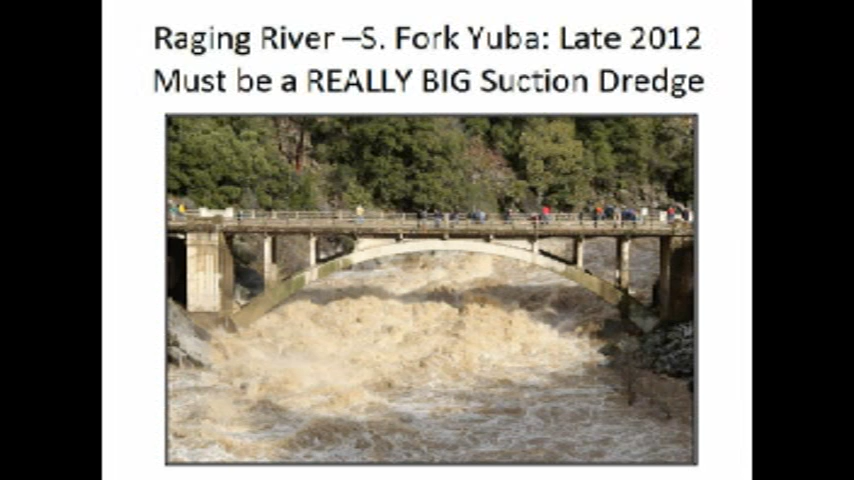 Raging River –S. Fork Yuba: Late 2012
Must be a REALLY BIG Suction Dredge